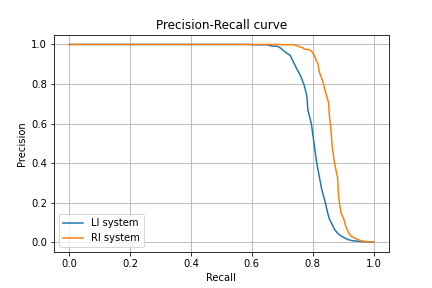 Precision-Recall curve
Precision
1.0
0.8
0.6
0.4
0.2
0.0
LI system
RI system
0.0 0.2 0.4 0.6 0.8 1.0
Recall